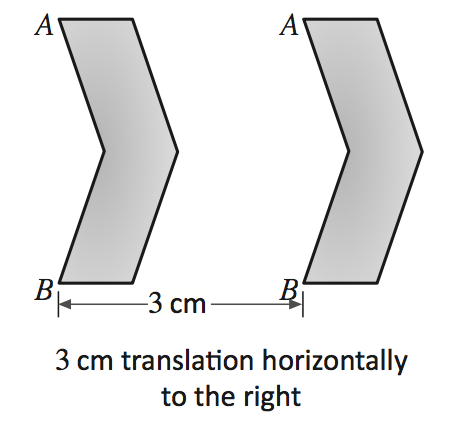 A A
B B
3 cm
3 cm translation horizontally
to the right